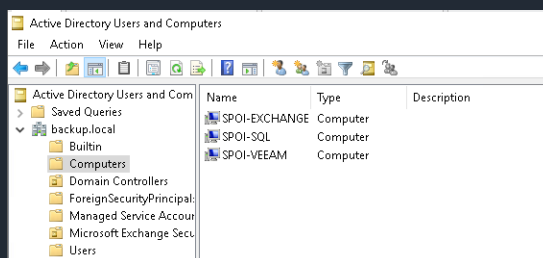 Active Directory Users and Computers
File Action View Help
Active Directory Users and Com
Saved Queries
backup.local
Builtin
Computers
Domain Controllers
ForeignSecurityPrincipal:
Managed Service Accour
Microsoft Exchange Secu
Users
Name Type Description
SPOI-EXCHANGE Computer
SPOI-SQL Computer
SPOI-VEEAM Computer